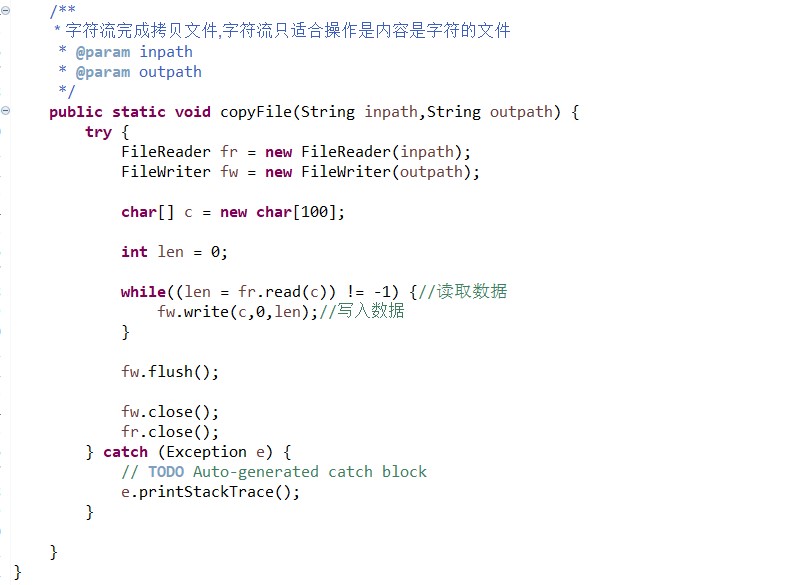 /**
* 字符流完成拷贝文件,字符流只适合操作是内容是字符的文件
* @param inpath
* @param outpath
*/
public static void copyFile(String inpath,String outpath) {
try {
FileReader fr = new FileReader(inpath);
FileWriter fw = new FileWriter(outpath);
char[] c = new char[100];
int len = 0;
while((len = fr.read(c)) != -1) {//读取数据
fw.write(c,0,len);//写入数据
}
fw.flush();
fw.close();
fr.close();
} catch (Exception e) {
// TODO Auto-generated catch block
e.printStackTrace();
}
}
}